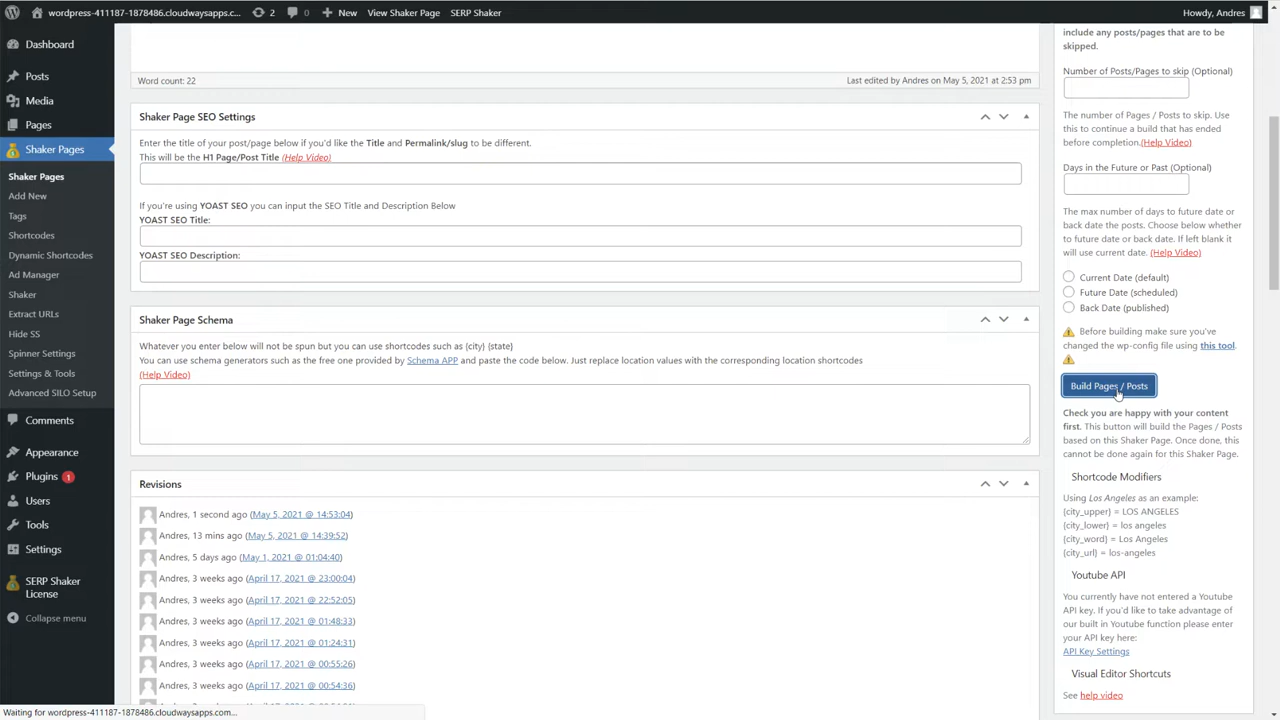 wordpress-411187-1878486.cloudwaysapps.c...
2
0
New
View Shaker Page
SERP Shaker
Howdy, Andres
Dashboard
Posts
Media
Pages
Shaker Pages
Shaker Pages
Add New
Tags
Shortcodes
Dynamic Shortcodes
Ad Manager
Shaker
Extract URLs
Hide SS
Spinner Settings
Settings & Tools
Advanced SILO Setup
Comments
Appearance
Plugins 1
Users
Tools
Settings
SERP Shaker
License
Collapse menu
Word count: 22
Last edited by Andres on May 5, 2021 at 2:53 pm
Shaker Page SEO Settings
Enter the title of your post/page below if you'd like the Title and Permalink/slug to be different.
This will be the H1 Page/Post Title (Help Video)
If you're using YOAST SEO you can input the SEO Title and Description Below
YOAST SEO Title:
YOAST SEO Description:
Shaker Page Schema
Whatever you enter below will not be spun but you can use shortcodes such as {city} {state}
You can use schema generators such as the free one provided by Schema APP and paste the code below. Just replace location values with the corresponding location shortcodes
(Help Video)
Revisions
Andres, 1 second ago (May 5, 2021 @ 14:53:04)
Andres, 13 mins ago (May 5, 2021 @ 14:39:52)
Andres, 5 days ago (May 1, 2021 @ 01:04:40)
Andres, 3 weeks ago (April 17, 2021 @ 23:00:04)
Andres, 3 weeks ago (April 17, 2021 @ 22:52:05)
Andres, 3 weeks ago (April 17, 2021 @ 01:48:33)
Andres, 3 weeks ago (April 17, 2021 @ 01:24:31)
Andres, 3 weeks ago (April 17, 2021 @ 00:55:26)
Andres, 3 weeks ago (April 17, 2021 @ 00:54:36)
include any posts/pages that are to be
skipped.
Number of Posts/Pages to skip (Optional)
The number of Pages / Posts to skip. Use
this to continue a build that has ended
before completion.(Help Video)
Days in the Future or Past (Optional)
The max number of days to future date or
back date the posts. Choose below whether
to future date or back date. If left blank it
will use current date. (Help Video)
Current Date (default)
Future Date (scheduled)
Back Date (published)
Before building make sure you've
changed the wp-config file using this tool.
Build Pages / Posts
Check you are happy with your content
first. This button will build the Pages / Posts
based on this Shaker Page. Once done, this
cannot be done again for this Shaker Page.
Shortcode Modifiers
Using Los Angeles as an example:
{city_upper} = LOS ANGELES
{city_lower} = los angeles
{city_word} = Los Angeles
{city_url} = los-angeles
Youtube API
You currently have not entered a Youtube
API key. If you'd like to take advantage of
our built in Youtube function please enter
your API key here:
API Key Settings
Visual Editor Shortcuts
See help video
Waiting for wordpress-411187-1878486.cloudwaysapps.com...